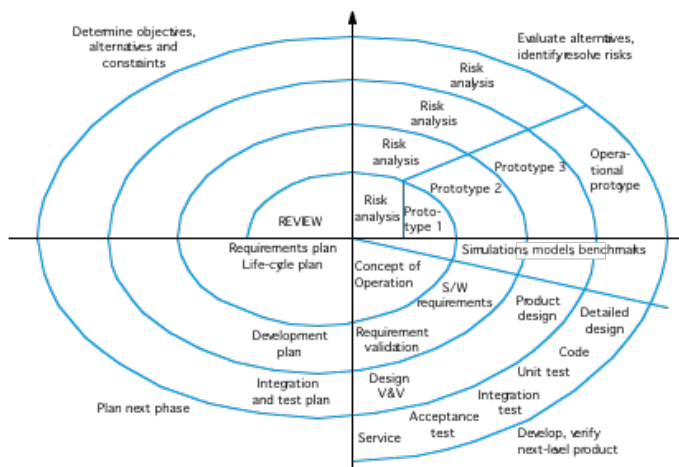 Determine objectives,
alternatives and
constraints
Evaluate alternatives,
identify resolve risks
Risk
analysis
Risk
analysis
Risk
analysis
Risk
analysis
REVIEW
Proto-
type 1
Prototype 2
Prototype 3
Opera-
tional
protoype
Requirements plan
Life-cycle plan
Simulations, models, benchmarks
Concept of
Operation
S/W
requirements
Product
design
Detailed
design
Development
plan
Requirement
validation
Code
Unit test
Integration
and test plan
Design
V&V
Integration
test
Acceptance
test
Service
Plan next phase
Develop, verify
next-level product